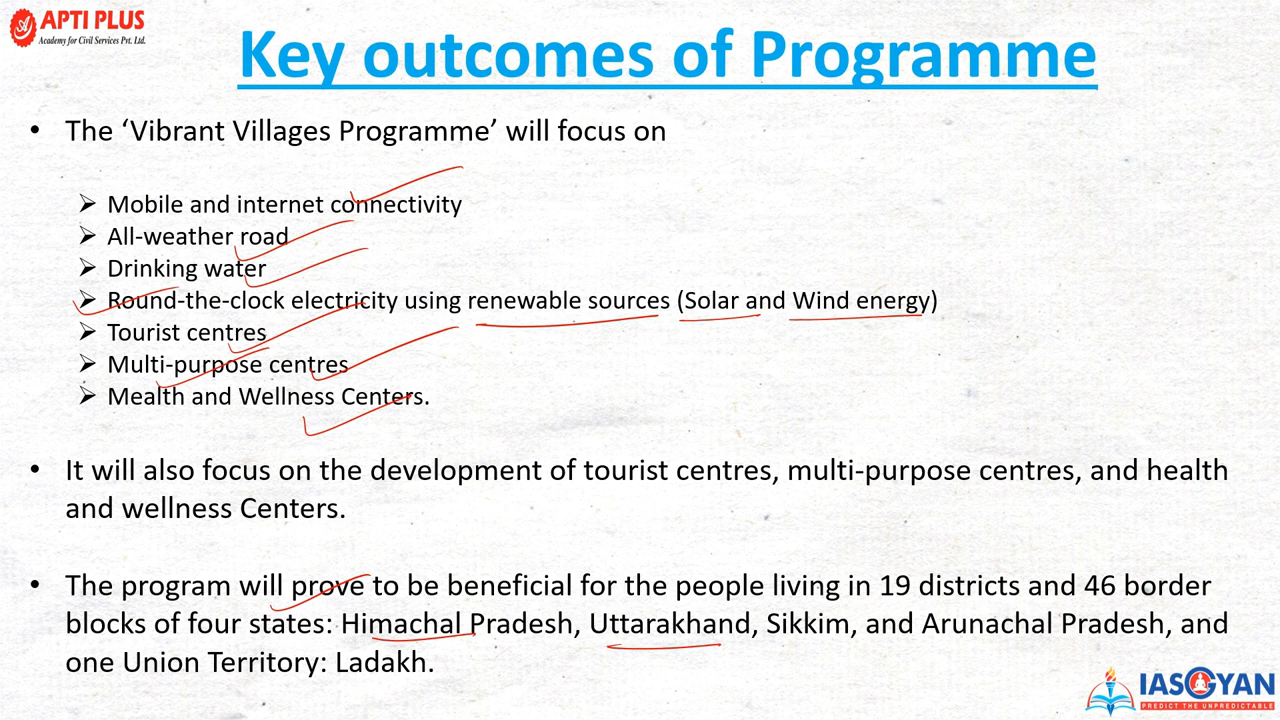 APTI PLUS
Academy for Civil Services Pvt. Ltd.
Key outcomes of Programme
• The ‘Vibrant Villages Programme’ will focus on
➢ Mobile and internet connectivity
➢ All-weather road
➢ Drinking water
➢ Round-the-clock electricity using renewable sources (Solar and Wind energy)
➢ Tourist centres
➢ Multi-purpose centres
➢ Mealth and Wellness Centers.
• It will also focus on the development of tourist centres, multi-purpose centres, and health
and wellness Centers.
• The program will prove to be beneficial for the people living in 19 districts and 46 border
blocks of four states: Himachal Pradesh, Uttarakhand, Sikkim, and Arunachal Pradesh, and
one Union Territory: Ladakh.
IASGYAN
PREDICT THE UNPREDICTABLE